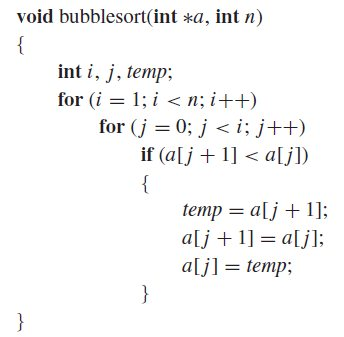 void bubblesort(int *a, int n)
{
int i, j, temp;
for (i = 1; i < n; i++)
for (j = 0; j < i; j++)
if (a[j + 1] < a[j])
{
temp = a[j + 1];
a[j + 1] = a[j];
a[j] = temp;
}
}